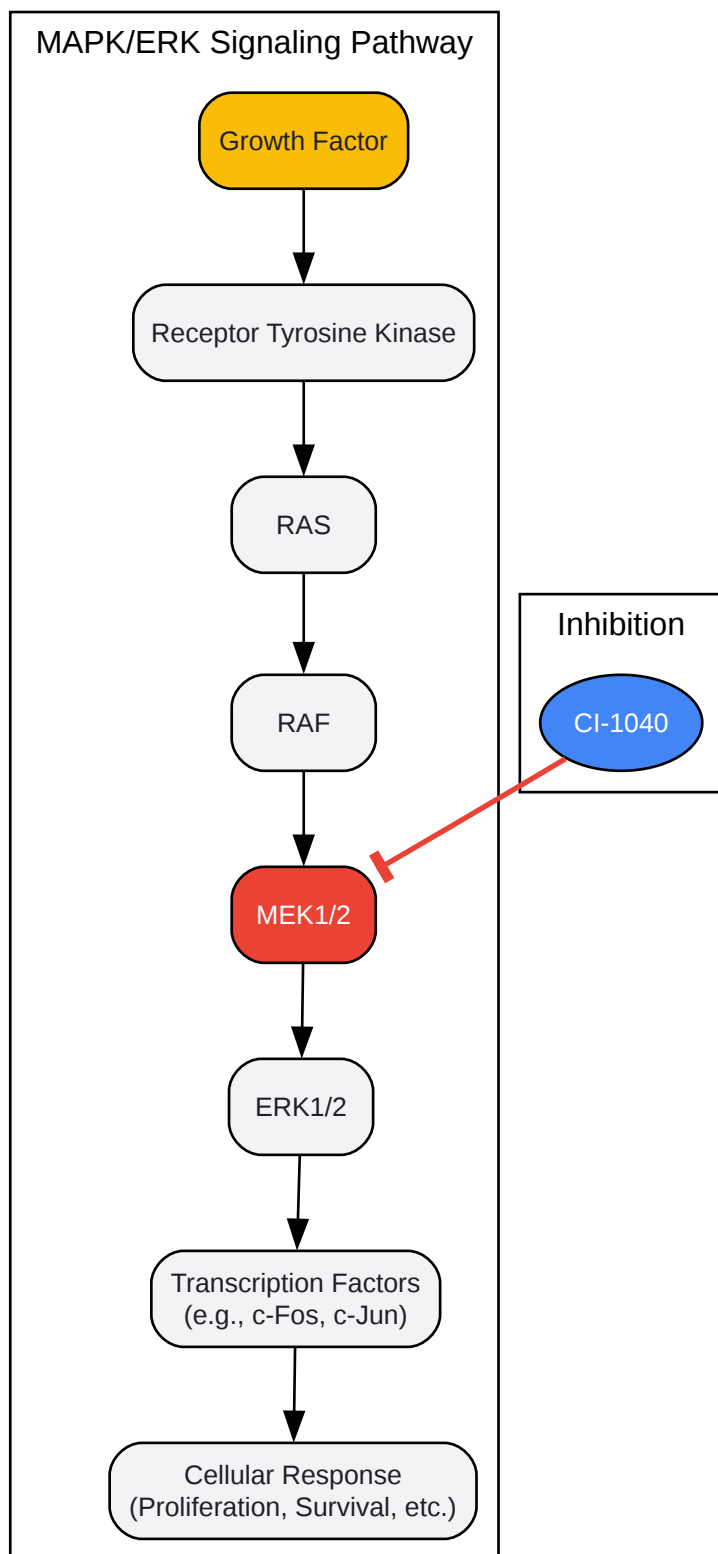 MAPK/ERK Signaling Pathway
Growth Factor
Receptor Tyrosine Kinase
RAS
RAF
Inhibition
CI-1040
MEK1/2
ERK1/2
Transcription Factors
(e.g., c-Fos, c-Jun)
Cellular Response
(Proliferation, Survival, etc.)